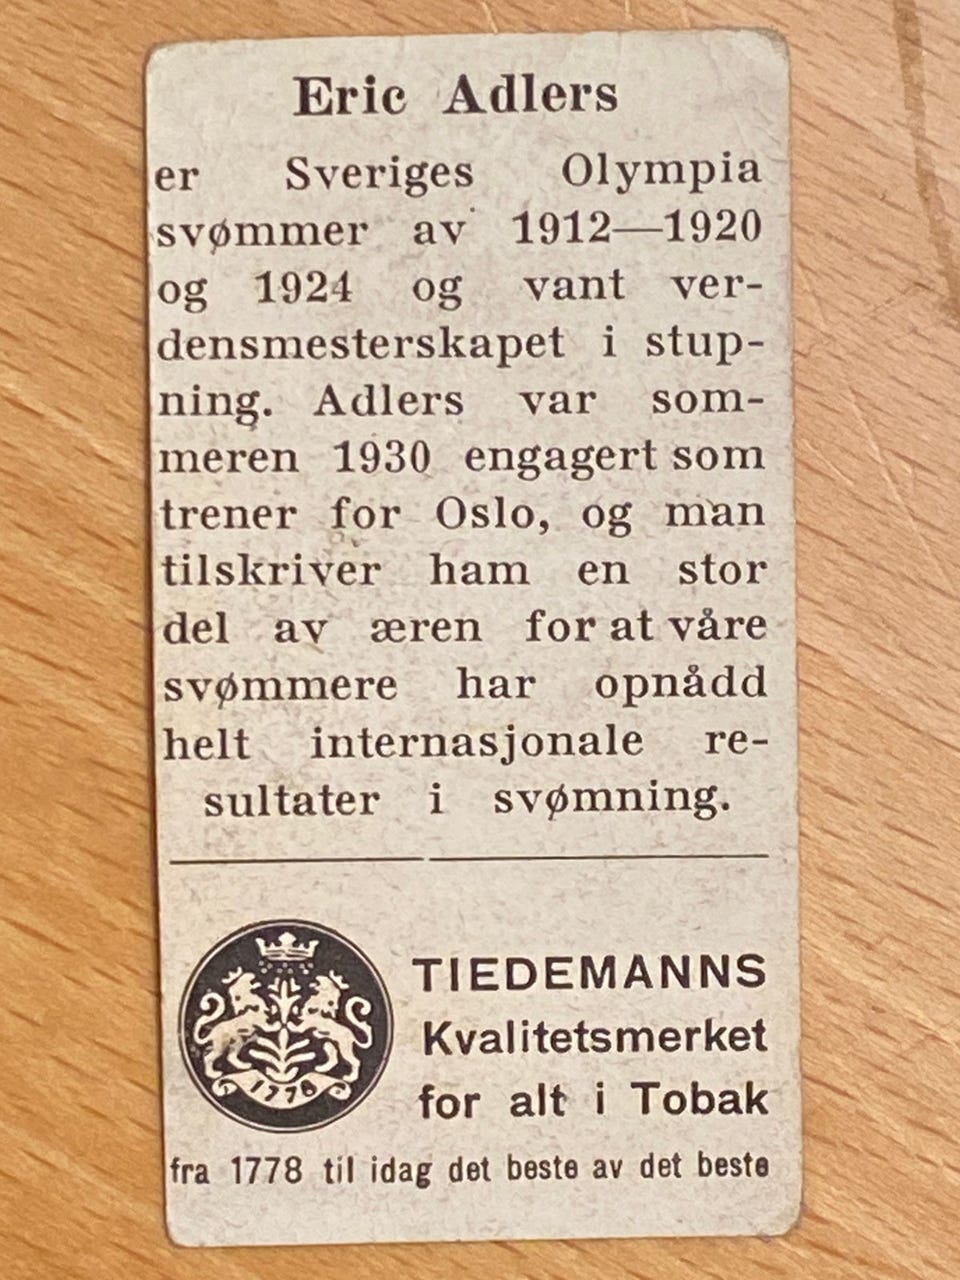 Eric Adlers
er Sveriges Olympia
svømmer av 1912—1920
og 1924 og vant ver-
densmesterskapet i stup-
ning. Adlers var som-
meren 1930 engagert som
trener for Oslo, og man
tilskriver ham en stor
del av æren for at våre
svømmere har opnådd
helt internasjonale re-
sultater i svømning.
1778
TIEDEMANNS
Kvalitetsmerket
for alt i Tobak
fra 1778 til idag det beste av det beste